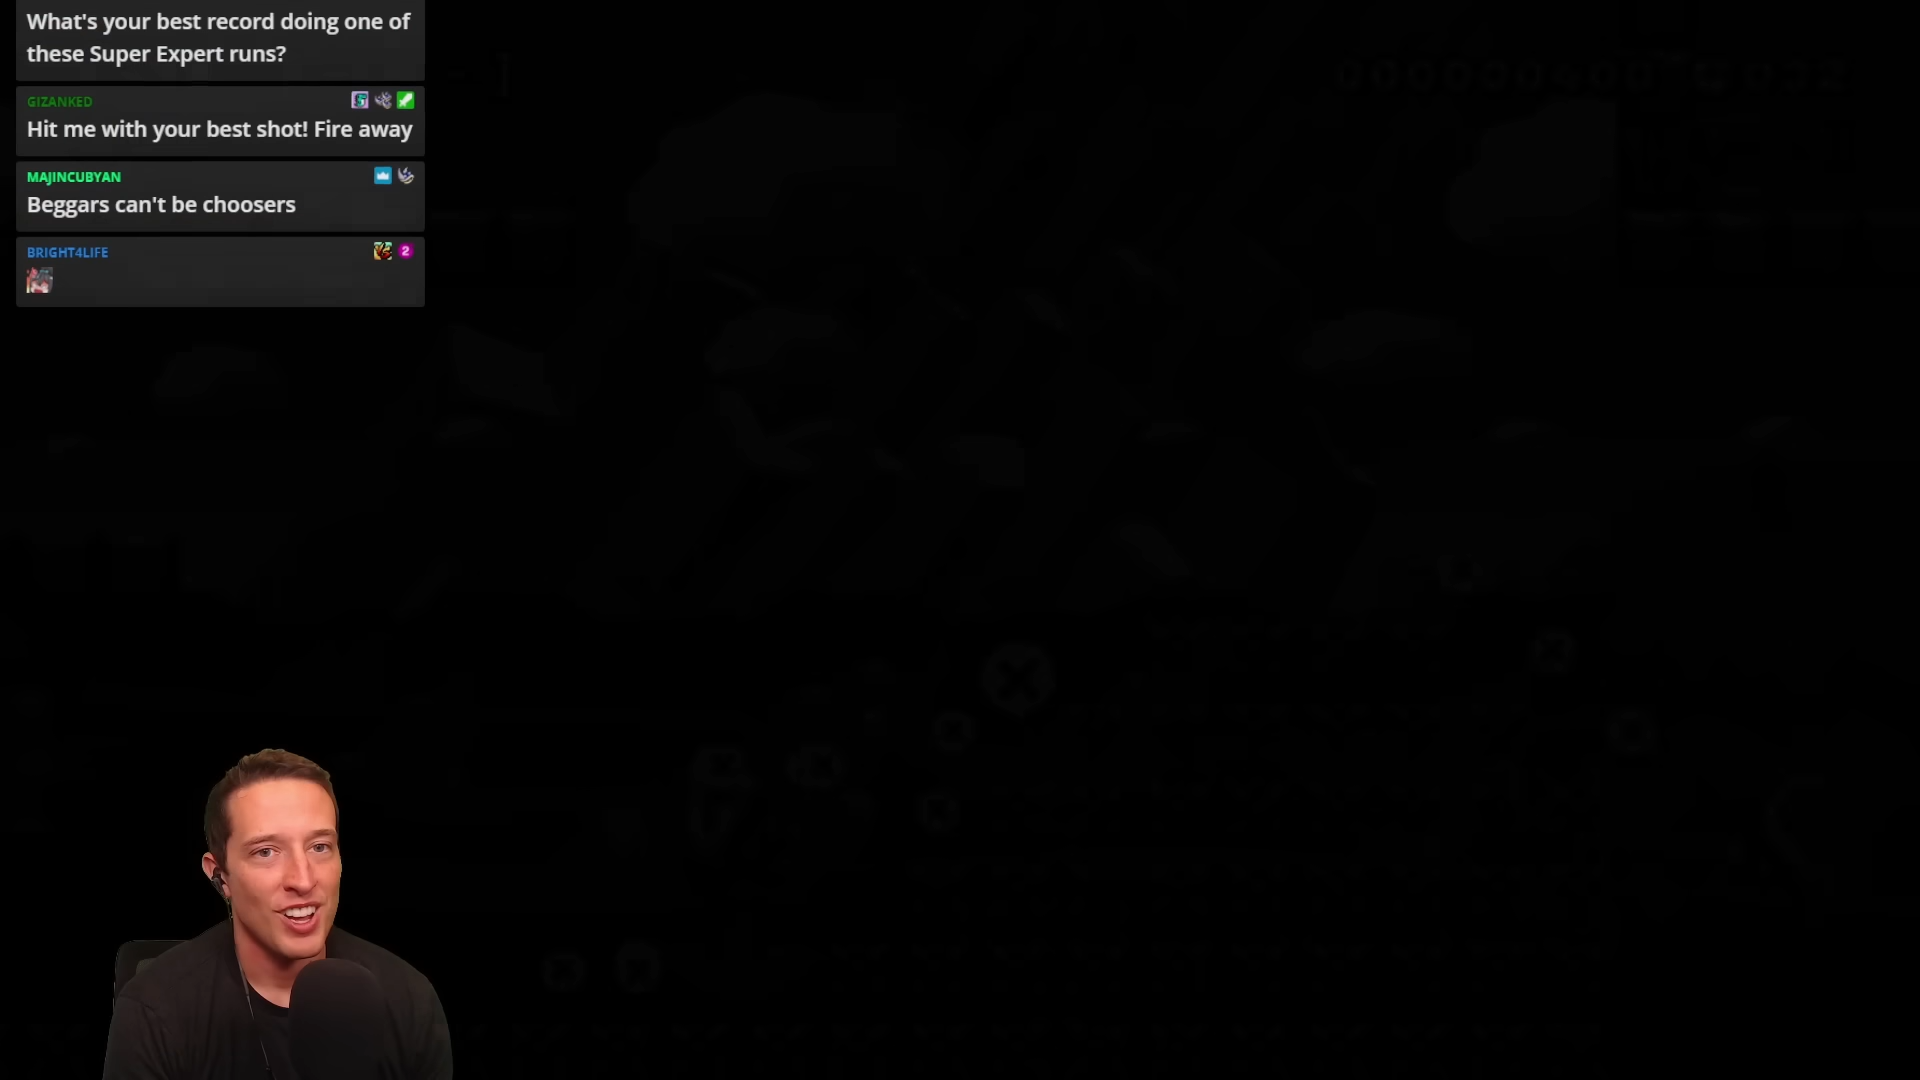 What's your best record doing one of
these Super Expert runs?
GIZANKED
Hit me with your best shot! Fire away
MAJINCUBYAN
Beggars can't be choosers
BRIGHT4LIFE
2